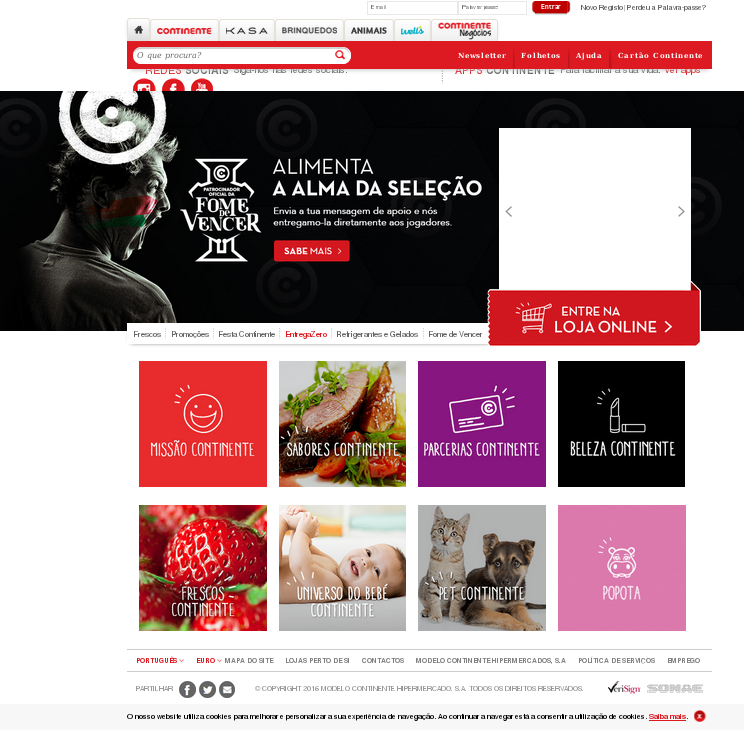 E-mail Palavra-passe Entrar Novo Registo | Perdeu a Palavra-passe?
CONTINENTE KASA BRINQUEDOS ANIMAIS well's CONTINENTE Negócios
O que procura? Newsletter Folhetos Ajuda Cartão Continente
REDES SOCIAIS Siga-nos nas redes sociais. APPS CONTINENTE Para facilitar a sua vida. Ver apps
You
PATROCINADOR
OFICIAL DA
FOME
DE
VENCER
ALIMENTA
A ALMA DA SELEÇÃO
Envia a tua mensagem de apoio e nós
entregamo-la diretamente aos jogadores.
SABE MAIS
ENTRE NA
LOJA ONLINE
Frescos Promoções Festa Continente EntregaZero Refrigerantes e Gelados Fome de Vencer
MISSÃO CONTINENTE
SABORES CONTINENTE
PARCERIAS CONTINENTE
BELEZA CONTINENTE
FRESCOS
CONTINENTE
UNIVERSO DO BEBÉ
CONTINENTE
PET CONTINENTE
POPOTA
PORTUGUÊS EURO MAPA DO SITE LOJAS PERTO DE SI CONTACTOS MODELO CONTINENTE HIPERMERCADOS, S.A POLÍTICA DE SERVIÇOS EMPREGO
PARTILHAR © COPYRIGHT 2016 MODELO CONTINENTE HIPERMERCADO. S.A. TODOS OS DIREITOS RESERVADOS. VeriSign SONAE
O nosso website utiliza cookies para melhorar e personalizar a sua experiência de navegação. Ao continuar a navegar está a consentir a utilização de cookies. Saiba mais. X